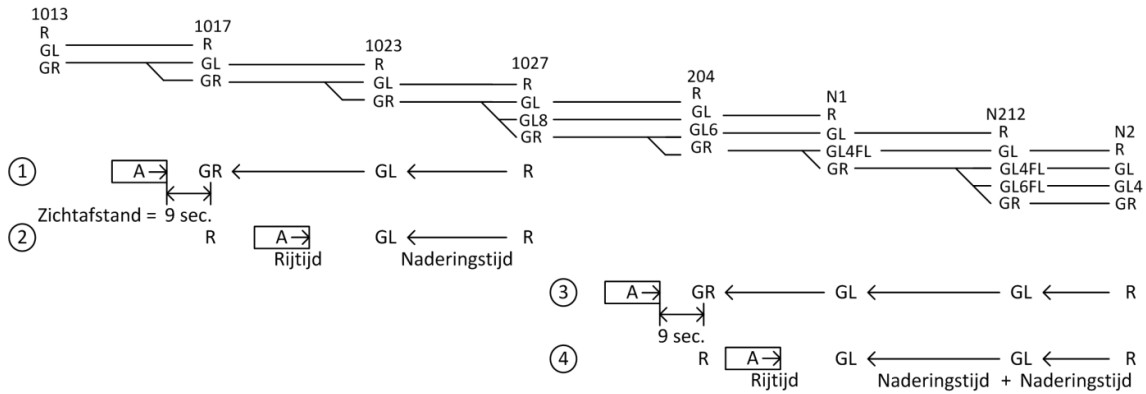 1013
R
GL
GR
1017
R
GL
GR
1023
R
GL
GR
1027
R
GL
GL8
GR
204
R
GL
GL6
GR
N1
R
GL
GL4FL
GR
N212
R
GL
GL4FL
GL6FL
GR
N2
R
GL
GL4
GR
1 A GR GL R
Zichtafstand = 9 sec.
2 R A GL R
Rijtijd Naderingstijd
3 A GR GL GL R
9 sec.
4 R A GL GL R
Rijtijd Naderingstijd + Naderingstijd